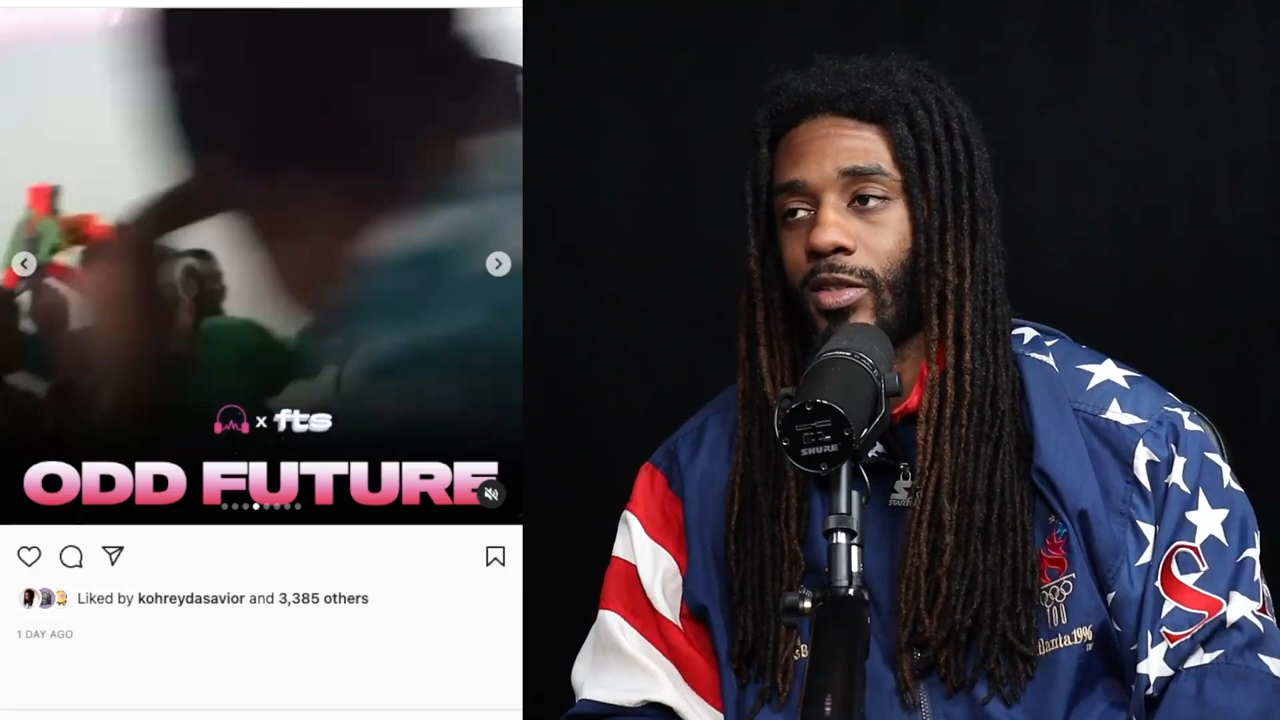 x fts
ODD FUTURE
Liked by kohreydasavior and 3,385 others
1 DAY AGO
SHURE
Atlanta 1996
S